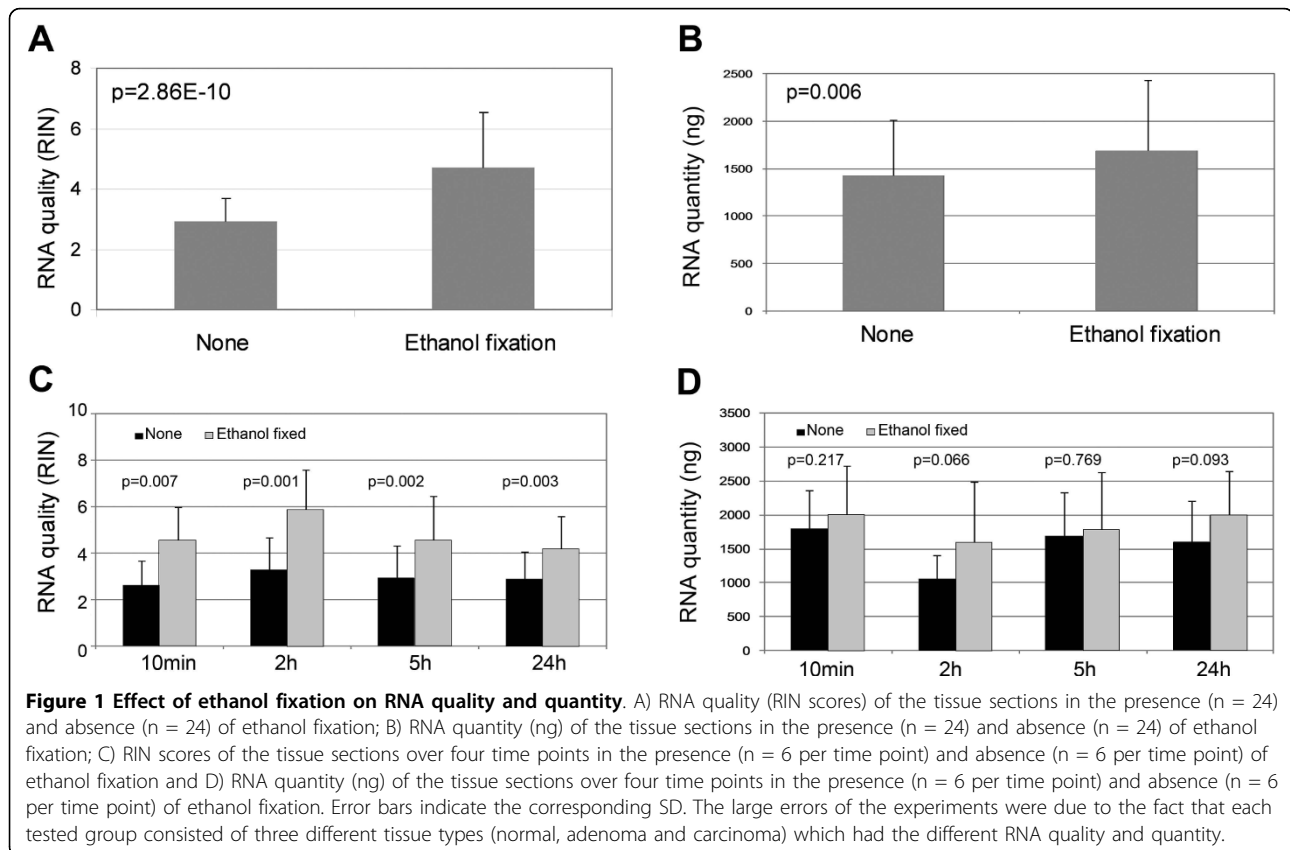 A
RNA quality (RIN)
8
6
4
2
0
p=2.86E-10
None
Ethanol fixation
B
RNA quantity (ng)
2500
2000
1500
1000
500
0
p=0.006
None
Ethanol fixation
C
RNA quality (RIN)
10
8
6
4
2
0
None
Ethanol fixed
p=0.007
p=0.001
p=0.002
p=0.003
10min
2h
5h
24h
D
RNA quantity (ng)
3500
3000
2500
2000
1500
1000
500
0
None
Ethanol fixed
p=0.217
p=0.066
p=0.769
p=0.093
10min
2h
5h
24h
Figure 1 Effect of ethanol fixation on RNA quality and quantity. A) RNA quality (RIN scores) of the tissue sections in the presence (n = 24)
and absence (n = 24) of ethanol fixation; B) RNA quantity (ng) of the tissue sections in the presence (n = 24) and absence (n = 24) of ethanol
fixation; C) RIN scores of the tissue sections over four time points in the presence (n = 6 per time point) and absence (n = 6 per time point) of
ethanol fixation and D) RNA quantity (ng) of the tissue sections over four time points in the presence (n = 6 per time point) and absence (n = 6
per time point) of ethanol fixation. Error bars indicate the corresponding SD. The large errors of the experiments were due to the fact that each
tested group consisted of three different tissue types (normal, adenoma and carcinoma) which had the different RNA quality and quantity.